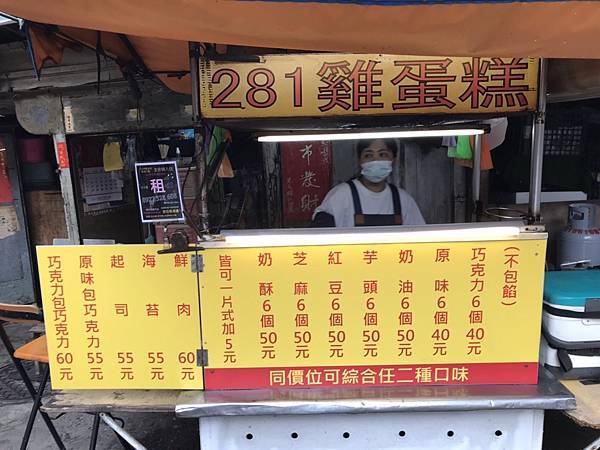 281雞蛋糕
租
發財
(不包餡)
巧克力6個40元
原味6個40元
奶油6個50元
芋頭6個50元
紅豆6個50元
芝麻6個50元
奶酥6個50元
皆可一片式加5元
同價位可綜合任二種口味
鮮肉60元
海苔55元
起司55元
原味包巧克力55元
巧克力包巧克力60元